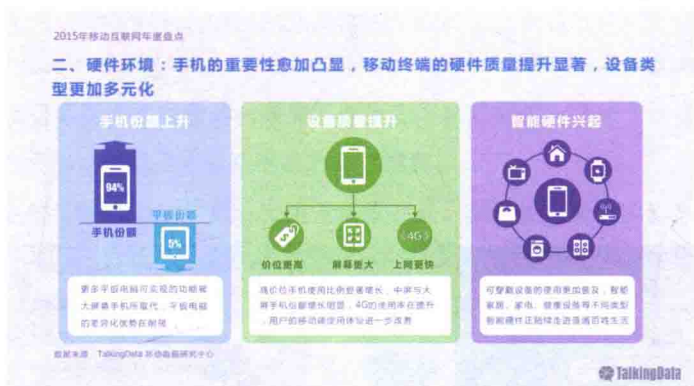 2015年移动互联网年度盘点
二、硬件环境：手机的重要性愈加凸显，移动终端的硬件质量提升显著，设备类
型更加多元化
手机份额上升
94%
手机份额
平板份额
5%
更多平板电脑可实现的功能被
大屏幕手机所取代，平板电脑
的差异化优势在削弱
设备质量提升
$
4G
价位更高
屏幕更大
上网更快
高价位手机使用比例显著增长，中屏与大
屏手机份额增长明显，4G的使用率在提升
，用户的移动端使用体验进一步改善
智能硬件兴起
可穿戴设备的使用更加普及，智能
家居、家电、健康设备等不同类型
智能硬件正陆续走进普通百姓生活
数据来源：TalkingData 移动数据研究中心
TalkingData